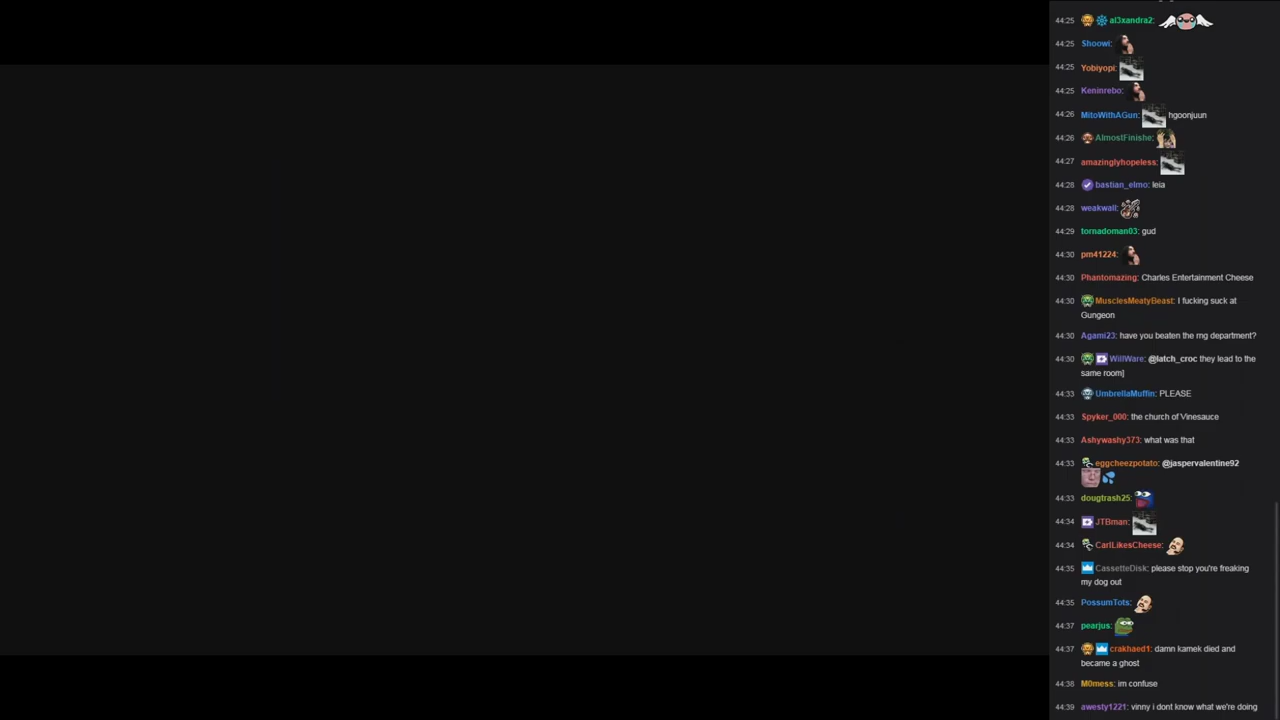 44:25 al3xandra2:
44:25 Shoowi:
44:25 Yobiyopi:
44:25 Keninrebo:
44:26 MitoWithAGun: hgoonjuun
44:26 AlmostFinishe:
44:27 amazinglyhopeless:
44:28 bastian_elmo: leia
44:28 weakwall:
44:29 tornadoman03: gud
44:30 pm41224:
44:30 Phantomazing: Charles Entertainment Cheese
44:30 MusclesMeatyBeast: I fucking suck at
Gungeon
44:30 Agami23: have you beaten the rng department?
44:30 WillWare: @latch_croc they lead to the
same room]
44:33 UmbrellaMuffin: PLEASE
44:33 Spyker_000: the church of Vinesauce
44:33 Ashywashy373: what was that
44:33 eggcheezpotato: @jaspervalentine92
44:33 dougtrash25:
44:34 JTBman:
44:34 CarlLikesCheese:
44:35 CassetteDisk: please stop you're freaking
my dog out
44:35 PossumTots:
44:37 pearjus:
44:37 crakhaed1: damn kamek died and
became a ghost
44:38 M0mess: im confuse
44:39 awesty1221: vinny i dont know what we're doing